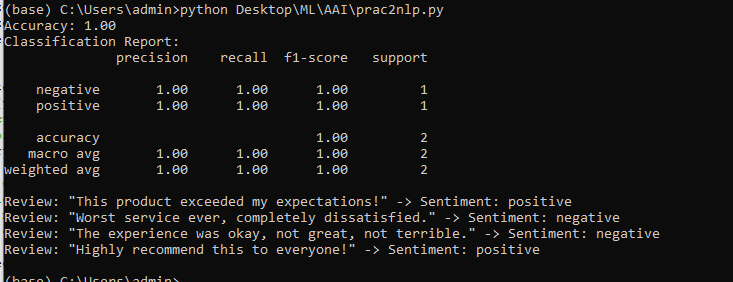 (base) C:\Users\admin>python Desktop\ML\AAI\prac2nlp.py
Accuracy: 1.00
Classification Report:
              precision    recall  f1-score   support

    negative       1.00      1.00      1.00         1
    positive       1.00      1.00      1.00         1

    accuracy                           1.00         2
   macro avg       1.00      1.00      1.00         2
weighted avg       1.00      1.00      1.00         2

Review: "This product exceeded my expectations!" -> Sentiment: positive
Review: "Worst service ever, completely dissatisfied." -> Sentiment: negative
Review: "The experience was okay, not great, not terrible." -> Sentiment: negative
Review: "Highly recommend this to everyone!" -> Sentiment: positive

(base) C:\Users\admin>